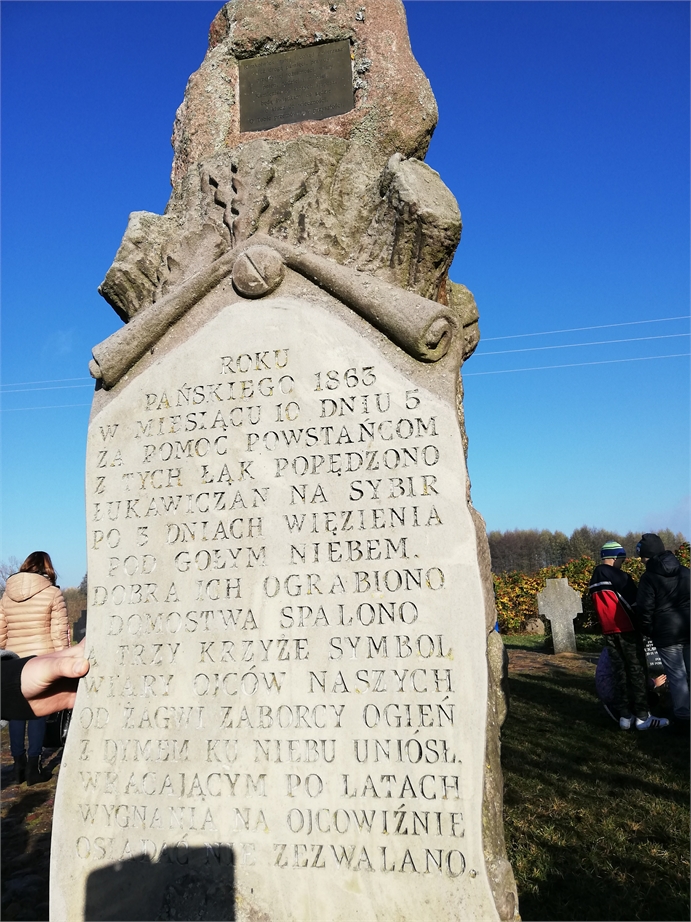 ROKU
PAŃSKIEGO 1863
W MIESIĄCU 10 DNIU 5
ZA POMOC POWSTAŃCOM
Z TYCH ŁĄK POPĘDZONO
ŁUKAWICZAN NA SYBIR
PO 3 DNIACH WIĘZIENIA
POD GOŁYM NIEBEM.
DOBRA ICH OGRABIONO
DOMOSTWA SPALONO
A TRZY KRZYŻE SYMBOL
WIARY OJCÓW NASZYCH
OD ŻAGWI ZABORCY OGIEŃ
Z DYMEM KU NIEBU UNIÓSŁ.
WRACAJĄCYM PO LATACH
WYGNANIA NA OJCOWIŹNIE
OSIADAĆ NIE ZEZWALANO.